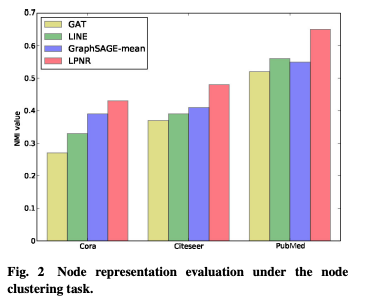 0.7
0.6
0.5
0.4
0.3
0.2
0.1
0
NMI value
GAT
LINE
GraphSAGE-mean
LPNR
Cora
Citeseer
PubMed
Fig. 2 Node representation evaluation under the node
clustering task.